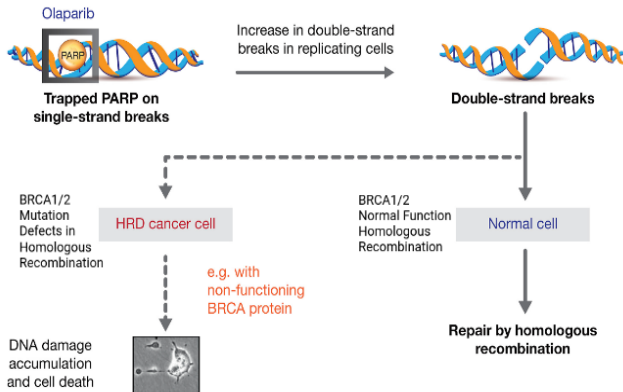 Olaparib
PARP
Trapped PARP on
single-strand breaks
Increase in double-strand
breaks in replicating cells
Double-strand breaks
BRCA1/2
Mutation
Defects in
Homologous
Recombination
HRD cancer cell
BRCA1/2
Normal Function
Homologous
Recombination
Normal cell
e.g. with
non-functioning
BRCA protein
Repair by homologous
recombination
DNA damage
accumulation
and cell death